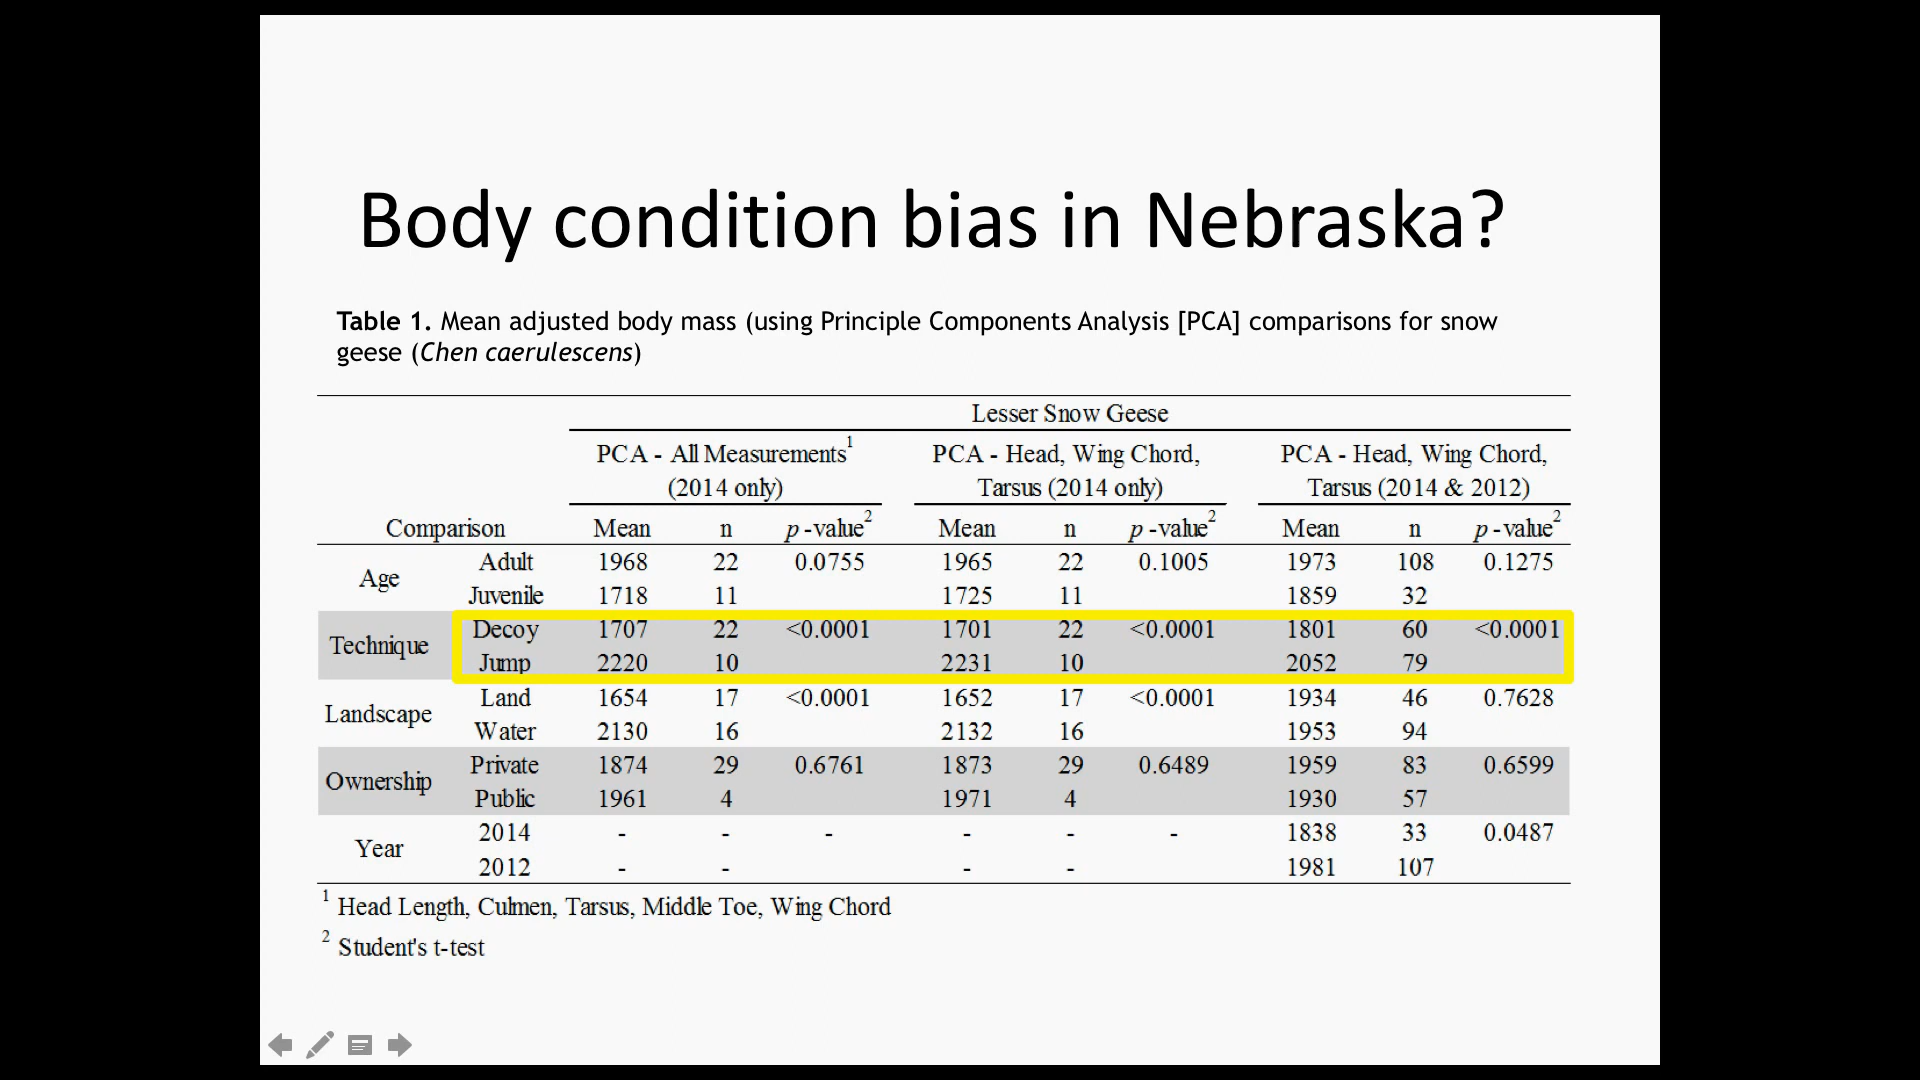 Body condition bias in Nebraska?
Table 1. Mean adjusted body mass (using Principle Components Analysis [PCA] comparisons for snow
geese (Chen caerulescens)
Lesser Snow Geese
PCA - All Measurements1 PCA - Head, Wing Chord, PCA - Head, Wing Chord,
(2014 only) Tarsus (2014 only) Tarsus (2014 & 2012)
Comparison Mean n p -value2 Mean n p -value2 Mean n p -value2
Age
Adult 1968 22 0.0755 1965 22 0.1005 1973 108 0.1275
Juvenile 1718 11 1725 11 1859 32
Technique
Decoy 1707 22 <0.0001 1701 22 <0.0001 1801 60 <0.0001
Jump 2220 10 2231 10 2052 79
Landscape
Land 1654 17 <0.0001 1652 17 <0.0001 1934 46 0.7628
Water 2130 16 2132 16 1953 94
Ownership
Private 1874 29 0.6761 1873 29 0.6489 1959 83 0.6599
Public 1961 4 1971 4 1930 57
Year
2014 - - - - - - 1838 33 0.0487
2012 - - - - 1981 107
1 Head Length, Culmen, Tarsus, Middle Toe, Wing Chord
2 Student's t-test